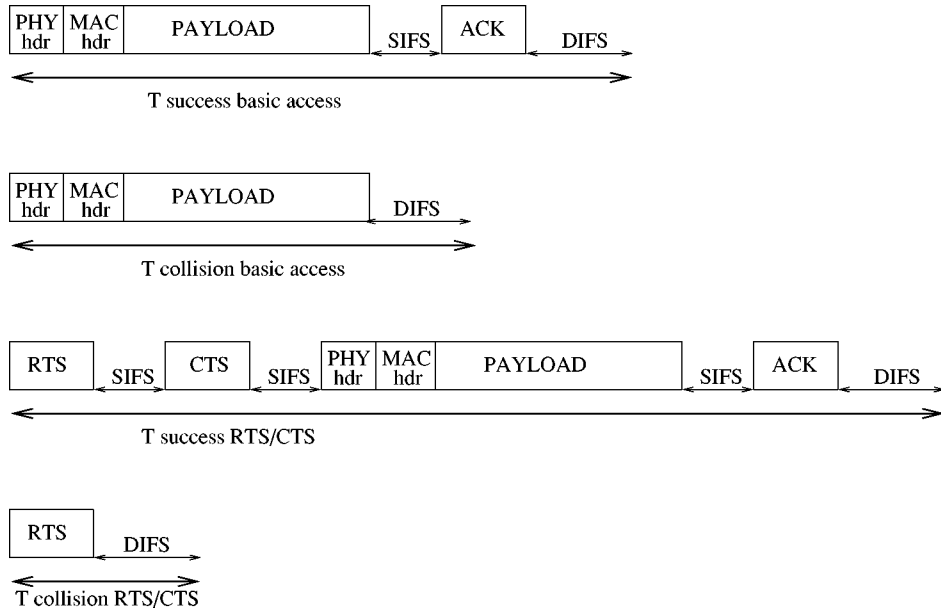 PHY hdr MAC hdr PAYLOAD SIFS ACK DIFS
T success basic access
PHY hdr MAC hdr PAYLOAD DIFS
T collision basic access
RTS SIFS CTS SIFS PHY hdr MAC hdr PAYLOAD SIFS ACK DIFS
T success RTS/CTS
RTS DIFS
T collision RTS/CTS